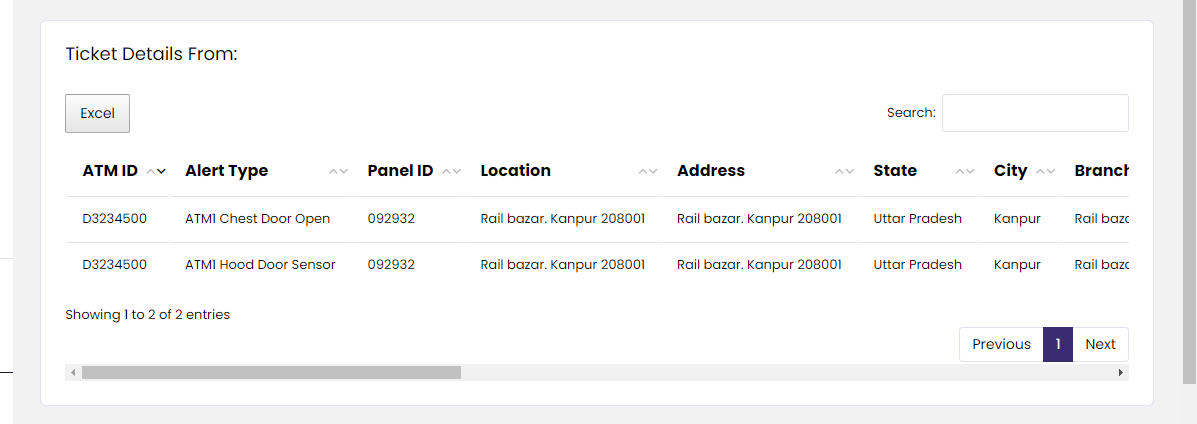 Ticket Details From:
Excel Search:
ATM ID Alert Type Panel ID Location Address State City Branch
D3234500 ATM1 Chest Door Open 092932 Rail bazar. Kanpur 208001 Rail bazar. Kanpur 208001 Uttar Pradesh Kanpur Rail
D3234500 ATM1 Hood Door Sensor 092932 Rail bazar. Kanpur 208001 Rail bazar. Kanpur 208001 Uttar Pradesh Kanpur Rail
Showing 1 to 2 of 2 entries
Previous 1 Next